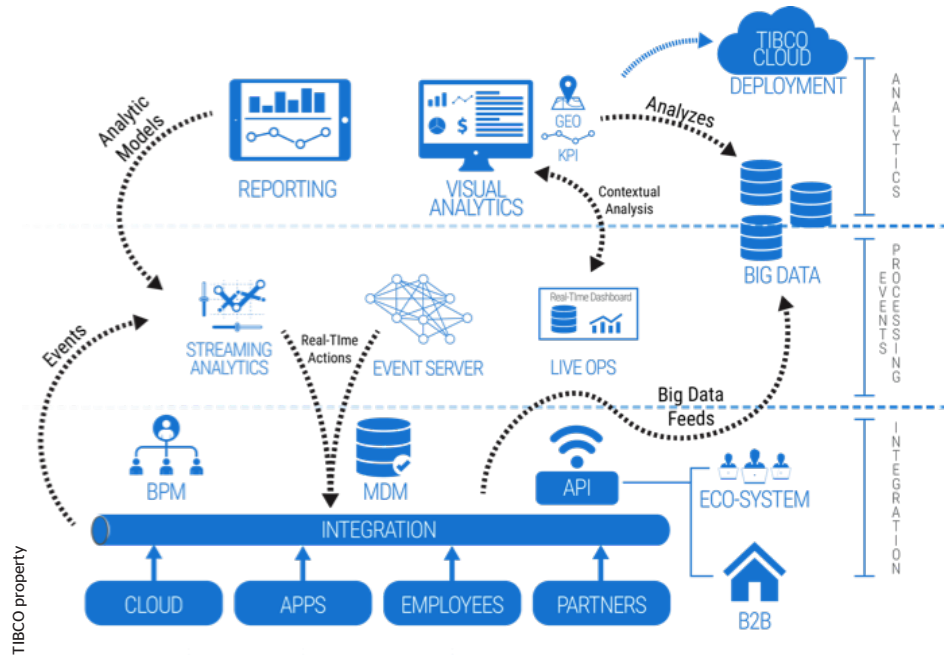 TIBCO
CLOUD
DEPLOYMENT
ANALYTICS
Analytic
Models
REPORTING
$
VISUAL
ANALYTICS
GEO
KPI
Analyzes
Contextual
Analysis
BIG DATA
EVENTS
PROCESSING
Events
STREAMING
ANALYTICS
Real-TIme
Actions
EVENT SERVER
Real-TIme Dashboard
LIVE OPS
Big Data
Feeds
INTEGRATION
BPM
MDM
API
ECO-SYSTEM
INTEGRATION
CLOUD
APPS
EMPLOYEES
PARTNERS
B2B
TIBCO property